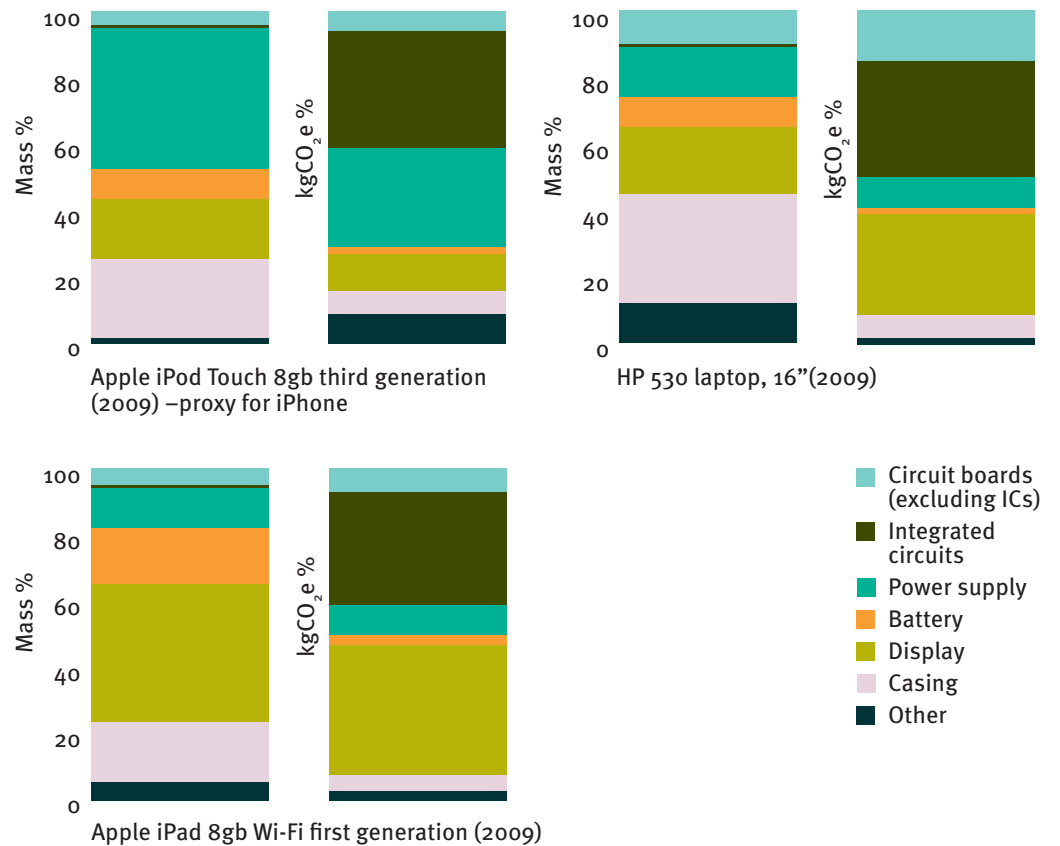 100
80
60
40
20
0
Mass %
kgCO2e %
Apple iPod Touch 8gb third generation
(2009) –proxy for iPhone
100
80
60
40
20
0
Mass %
kgCO2e %
HP 530 laptop, 16”(2009)
100
80
60
40
20
0
Mass %
kgCO2e %
Apple iPad 8gb Wi-Fi first generation (2009)
Circuit boards
(excluding ICs)
Integrated
circuits
Power supply
Battery
Display
Casing
Other